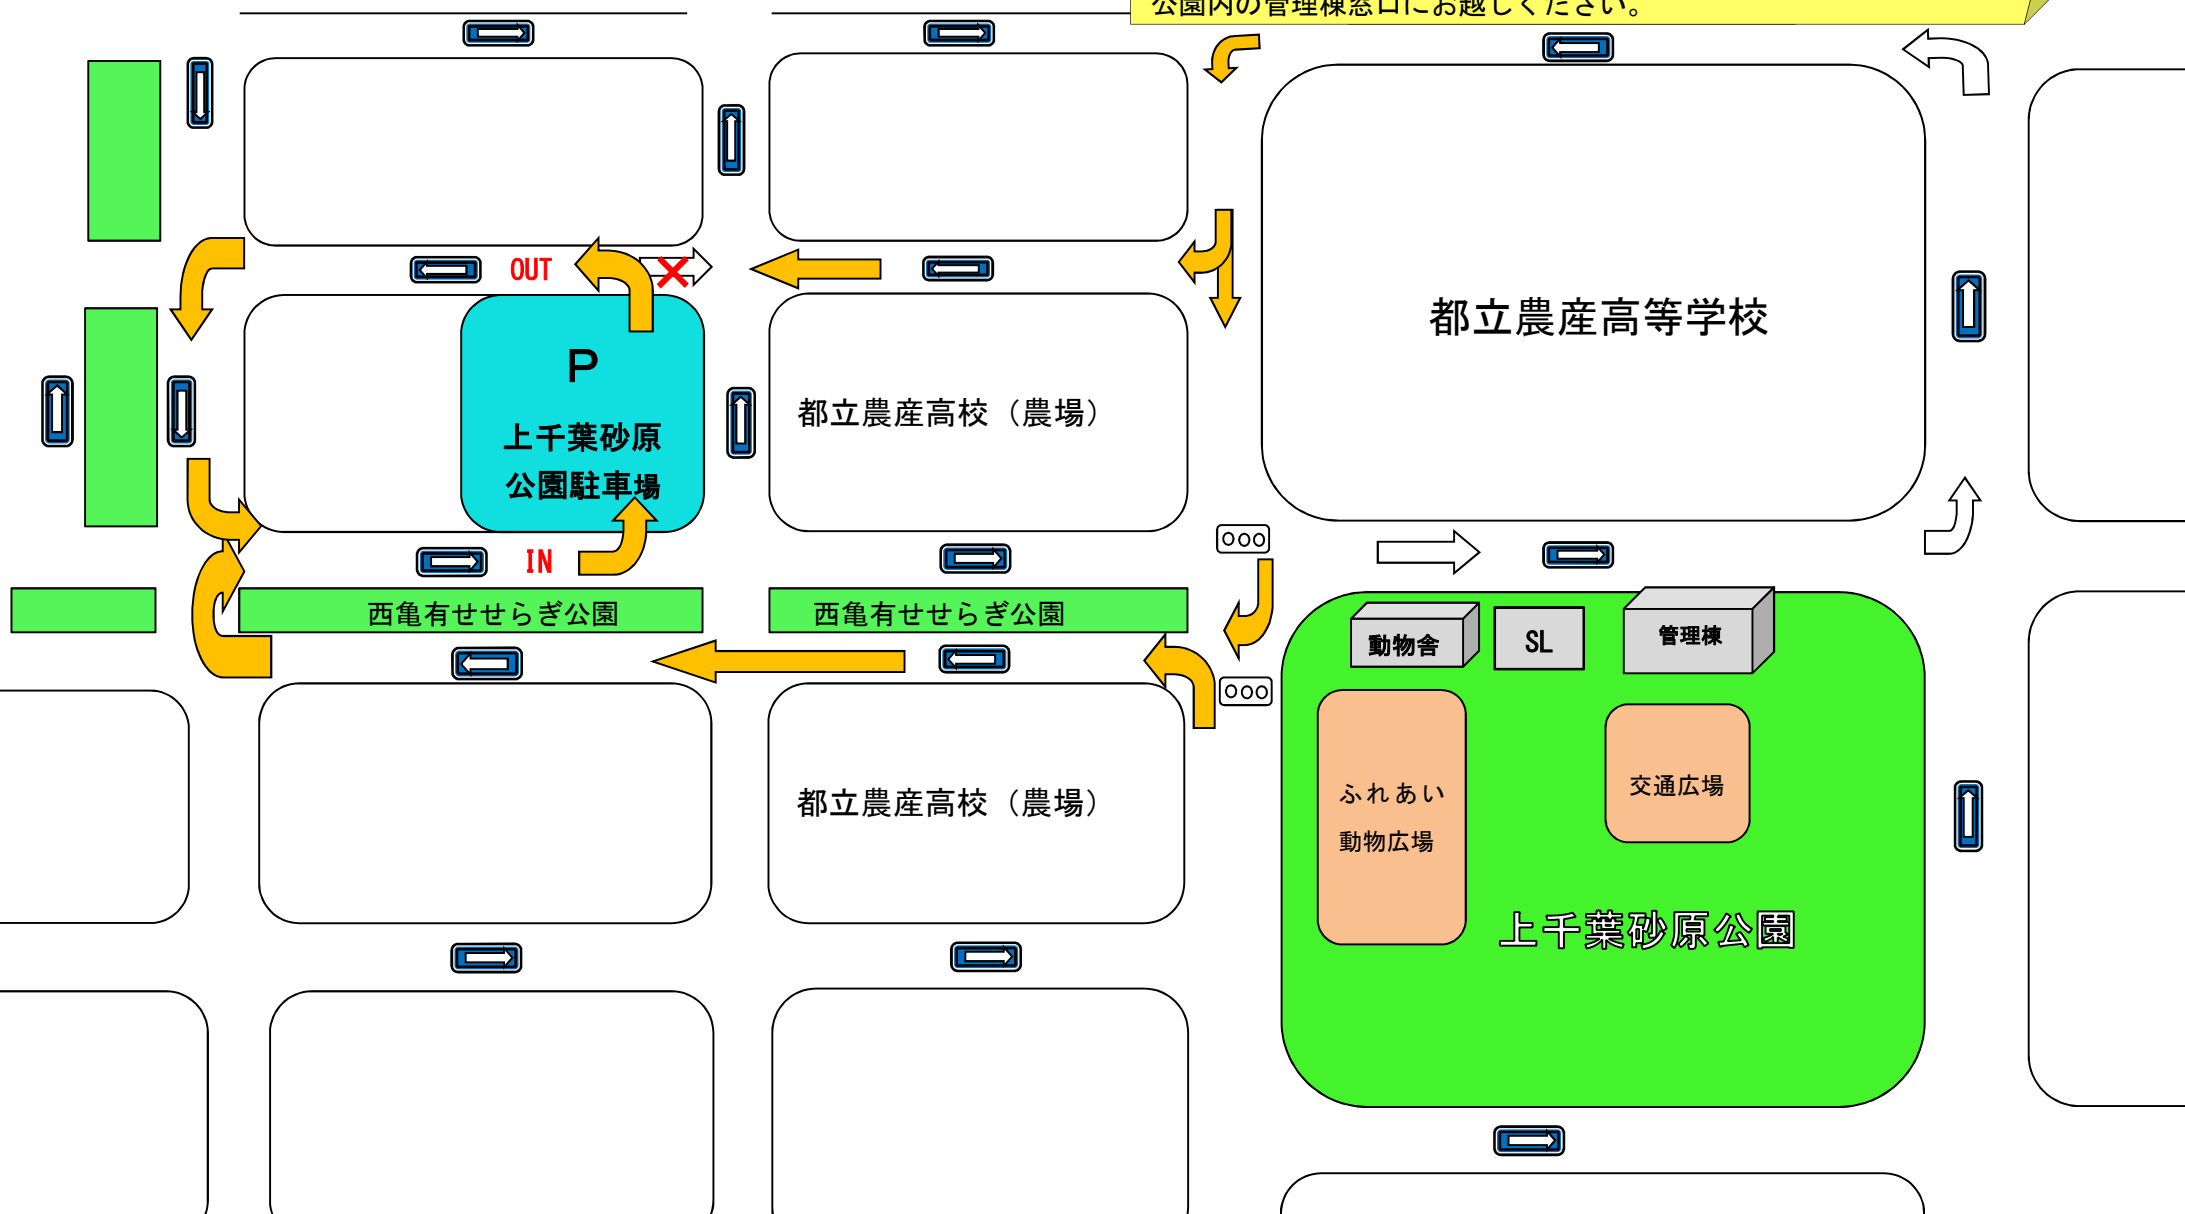 公園内の管理棟窓口にお越しください。
OUT
都立農産高等学校
P
上千葉砂原
公園駐車場
都立農産高校（農場）
IN
西亀有せせらぎ公園
西亀有せせらぎ公園
動物舎
SL
管理棟
ふれあい
動物広場
交通広場
都立農産高校（農場）
上千葉砂原公園